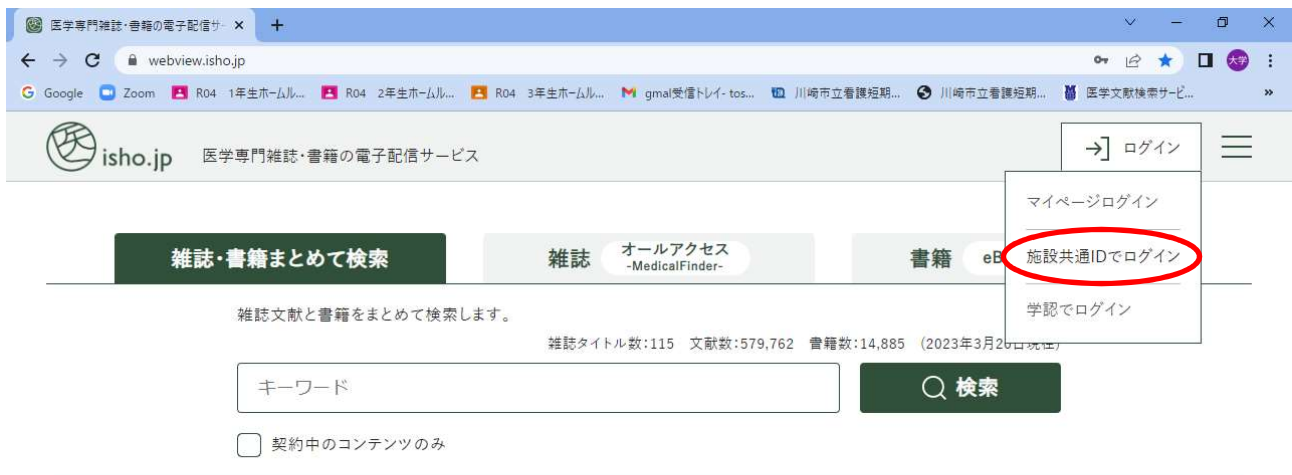 医学専門雑誌・書籍の電子配信サ-
webview.isho.jp
大学
Google Zoom R04 1年生ホームル... R04 2年生ホームル... R04 3年生ホームル... gmail受信トレイ- tos... 川崎市立看護短期... 川崎市立看護短期... 医学文献検索サービ... »
医 isho.jp 医学専門雑誌・書籍の電子配信サービス
ログイン
マイページログイン
施設共通IDでログイン
学認でログイン
雑誌・書籍まとめて検索
雑誌 オールアクセス
-MedicalFinder-
書籍 eB
雑誌文献と書籍をまとめて検索します。
雑誌タイトル数:115 文献数:579,762 書籍数:14,885 (2023年3月20日現在)
キーワード
検索
契約中のコンテンツのみ